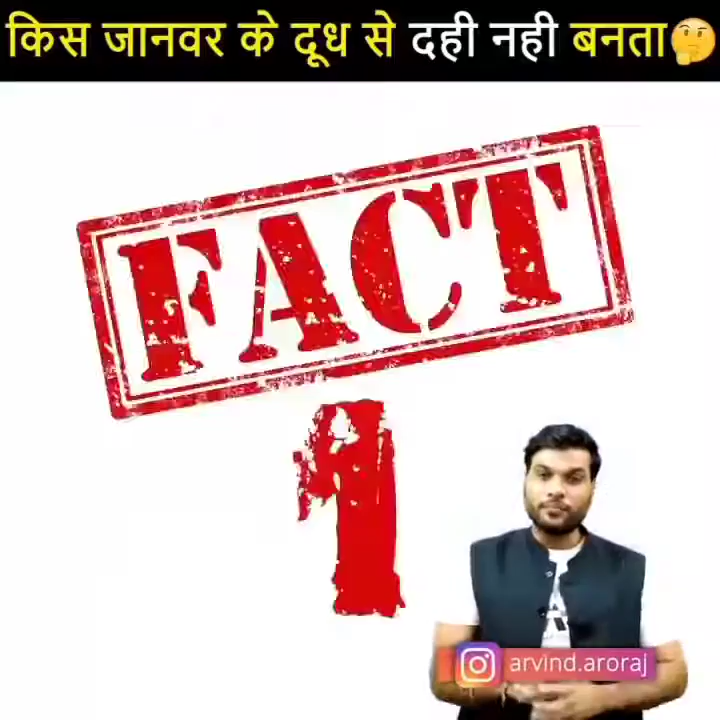 किस जानवर के दूध से दही नही बनता🤔
FACT
1
arvind.aroraj